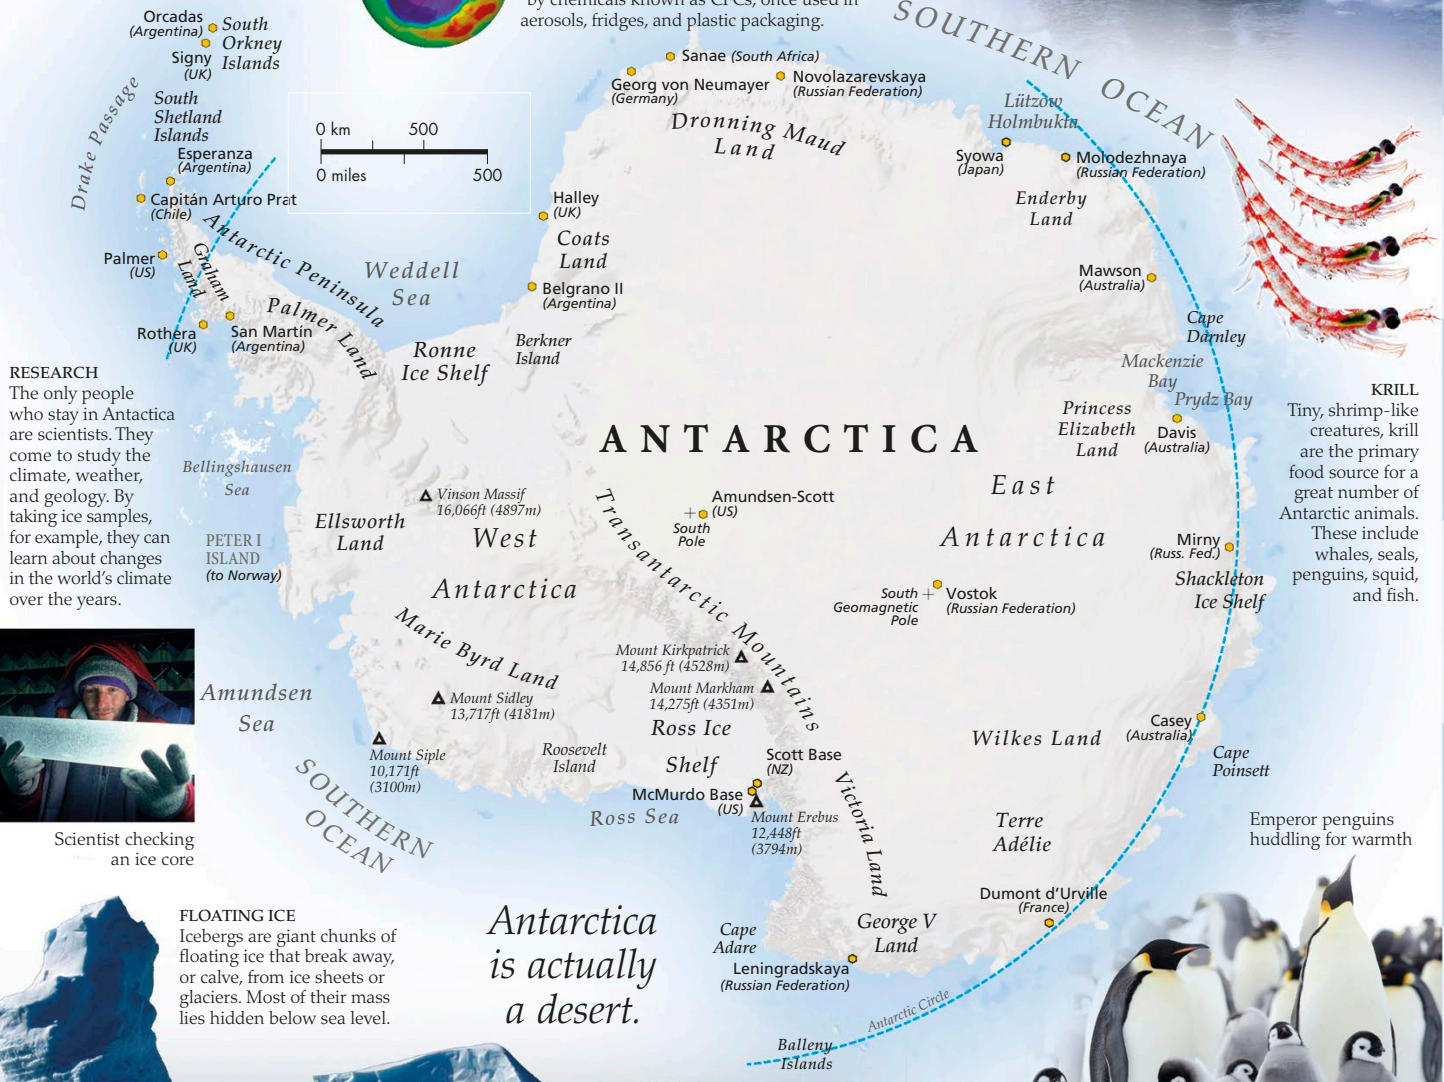 by chemicals known as CFCs, once used in
aerosols, fridges, and plastic packaging.
SOUTHERN OCEAN
Orcadas
(Argentina)
South
Orkney
Islands
Signy
(UK)
Drake Passage
South
Shetland
Islands
Esperanza
(Argentina)
Capitán Arturo Prat
(Chile)
0 km 500
0 miles 500
Sanae (South Africa)
Georg von Neumayer
(Germany)
Novolazarevskaya
(Russian Federation)
Dronning Maud
Land
Lützow
Holmbukta
Syowa
(Japan)
Molodezhnaya
(Russian Federation)
Enderby
Land
Halley
(UK)
Coats
Land
Belgrano II
(Argentina)
Berkner
Island
Antarctic Peninsula
Graham
Land
Palmer
(US)
Palmer Land
Rothera
(UK)
San Martín
(Argentina)
Weddell
Sea
Ronne
Ice Shelf
Mawson
(Australia)
Cape
Darnley
Mackenzie
Bay
Prydz Bay
Princess
Elizabeth
Land
Davis
(Australia)
RESEARCH
The only people
who stay in Antactica
are scientists. They
come to study the
climate, weather,
and geology. By
taking ice samples,
for example, they can
learn about changes
in the world's climate
over the years.
KRILL
Tiny, shrimp-like
creatures, krill
are the primary
food source for a
great number of
Antarctic animals.
These include
whales, seals,
penguins, squid,
and fish.
ANTARCTICA
Bellingshausen
Sea
PETER I
ISLAND
(to Norway)
Vinson Massif
16,066ft (4897m)
Ellsworth
Land
West
Antarctica
Transantarctic Mountains
Amundsen-Scott
(US)
South
Pole
East
Antarctica
Mirny
(Russ. Fed.)
Shackleton
Ice Shelf
South
Geomagnetic
Pole
Vostok
(Russian Federation)
Marie Byrd Land
Mount Kirkpatrick
14,856 ft (4528m)
Mount Markham
14,275ft (4351m)
Mount Sidley
13,717ft (4181m)
Amundsen
Sea
Mount Siple
10,171ft
(3100m)
Roosevelt
Island
Ross Ice
Shelf
Scott Base
(NZ)
McMurdo Base
(US)
Mount Erebus
12,448ft
(3794m)
Ross Sea
SOUTHERN
OCEAN
Victoria Land
Wilkes Land
Casey
(Australia)
Cape
Poinsett
Terre
Adélie
Dumont d'Urville
(France)
George V
Land
Cape
Adare
Leningradskaya
(Russian Federation)
Antarctic Circle
Balleny
Islands
Scientist checking
an ice core
Emperor penguins
huddling for warmth
FLOATING ICE
Icebergs are giant chunks of
floating ice that break away,
or calve, from ice sheets or
glaciers. Most of their mass
lies hidden below sea level.
Antarctica
is actually
a desert.